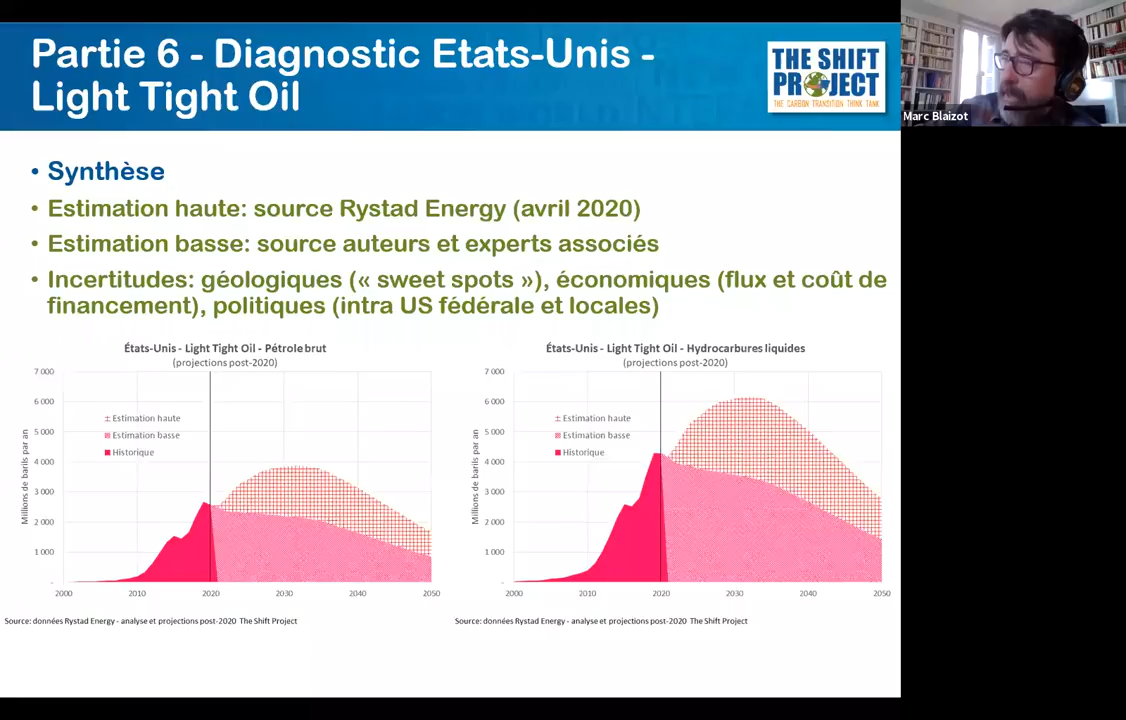 Partie 6 - Diagnostic Etats-Unis -
Light Tight Oil
THE SHIFT
PROJECT
THE CARBON TRANSITION THINK TANK
Marc Blaizot
• Synthèse
• Estimation haute: source Rystad Energy (avril 2020)
• Estimation basse: source auteurs et experts associés
• Incertitudes: géologiques (« sweet spots »), économiques (flux et coût de
financement), politiques (intra US fédérale et locales)
États-Unis - Light Tight Oil - Pétrole brut
(projections post-2020)
Millions de barils par an
7 000
6 000
5 000
4 000
3 000
2 000
1 000
-
Estimation haute
Estimation basse
Historique
2000 2010 2020 2030 2040 2050
Source: données Rystad Energy - analyse et projections post-2020 The Shift Project
États-Unis - Light Tight Oil - Hydrocarbures liquides
(projections post-2020)
Millions de barils par an
7 000
6 000
5 000
4 000
3 000
2 000
1 000
-
Estimation haute
Estimation basse
Historique
2000 2010 2020 2030 2040 2050
Source: données Rystad Energy - analyse et projections post-2020 The Shift Project